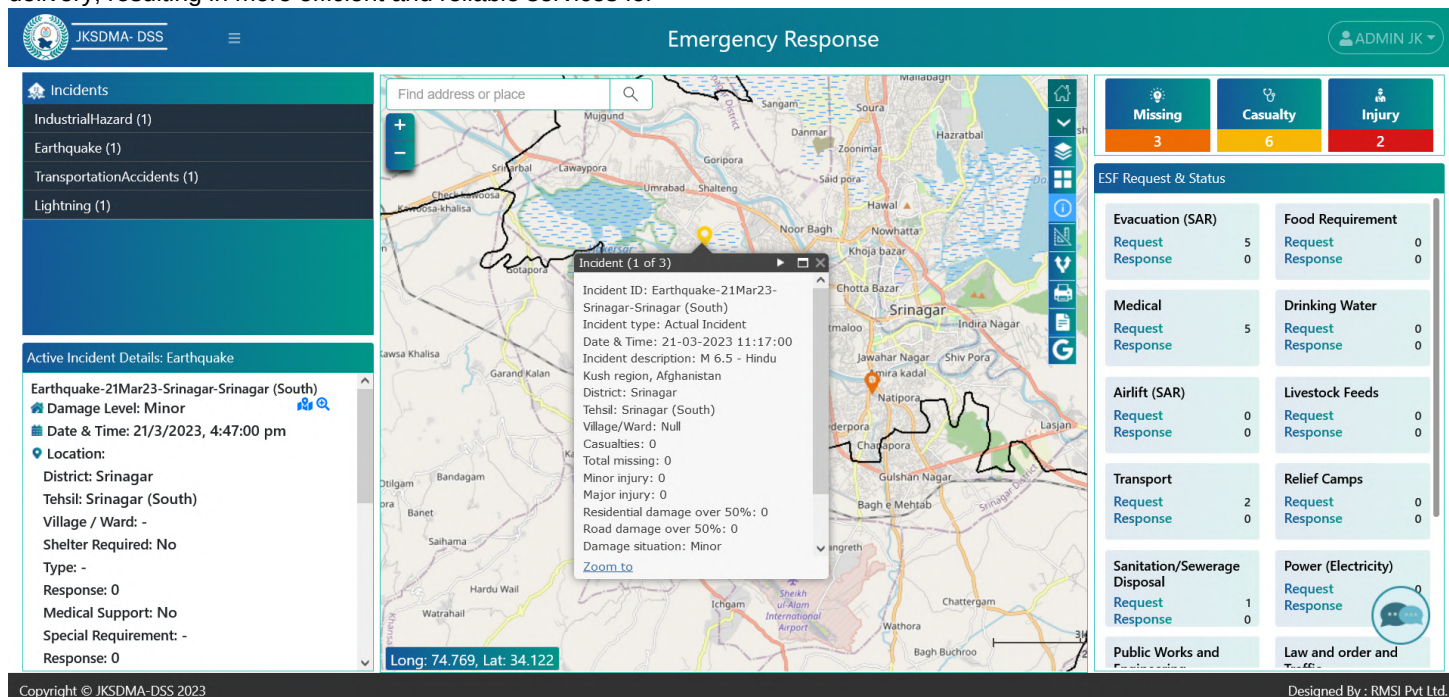 JKSDMA- DSS
Emergency Response
ADMIN JK
Incidents
IndustrialHazard (1)
Earthquake (1)
TransportationAccidents (1)
Lightning (1)
Active Incident Details: Earthquake
Earthquake-21Mar23-Srinagar-Srinagar (South)
Damage Level: Minor
Date & Time: 21/3/2023, 4:47:00 pm
Location:
District: Srinagar
Tehsil: Srinagar (South)
Village / Ward: -
Shelter Required: No
Type: -
Response: 0
Medical Support: No
Special Requirement: -
Response: 0
Find address or place
+
−
Mujgund
Sangam
Soura
Danmar
Hazratbal
Zoonimar
Goripora
Lawaypora
Umrabad
Shalteng
Said pora
Hawal
Noor Bagh
Nowhatta
Khoja bazar
Gotapora
Chotta Bazar
Srinagar
Indira Nagar
Jawahar Nagar
Shiv Pora
Garand Kalan
Natipora
Lasjan
Chanapora
Bandagam
Gulshan Nagar
Banet
Bagh e Mehtab
Saihama
Hardu Wail
Ichgam
Sheikh
ul-Alam
International
Airport
Chattergam
Watrahail
Wathora
Bagh Buchroo
Incident (1 of 3)
Incident ID: Earthquake-21Mar23-
Srinagar-Srinagar (South)
Incident type: Actual Incident
Date & Time: 21-03-2023 11:17:00
Incident description: M 6.5 - Hindu
Kush region, Afghanistan
District: Srinagar
Tehsil: Srinagar (South)
Village/Ward: Null
Casualties: 0
Total missing: 0
Minor injury: 0
Major injury: 0
Residential damage over 50%: 0
Road damage over 50%: 0
Damage situation: Minor
Zoom to
Long: 74.769, Lat: 34.122
G
Missing
3
Casualty
6
Injury
2
ESF Request & Status
Evacuation (SAR)
Request 5
Response 0
Food Requirement
Request 0
Response 0
Medical
Request 5
Response
Drinking Water
Request 0
Response 0
Airlift (SAR)
Request 0
Response 0
Livestock Feeds
Request 0
Response 0
Transport
Request 2
Response 0
Relief Camps
Request 0
Response 0
Sanitation/Sewerage
Disposal
Request 1
Response 0
Power (Electricity)
Request 0
Response
Public Works and
Law and order and
Copyright © JKSDMA-DSS 2023
Designed By : RMSI Pvt Ltd.